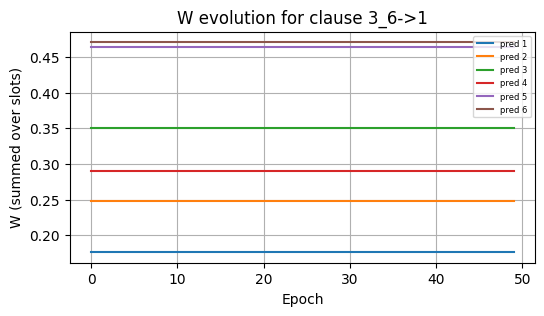 W evolution for clause 3_6->1
W (summed over slots)
0.45
0.40
0.35
0.30
0.25
0.20
0
10
20
30
40
50
Epoch
pred 1
pred 2
pred 3
pred 4
pred 5
pred 6